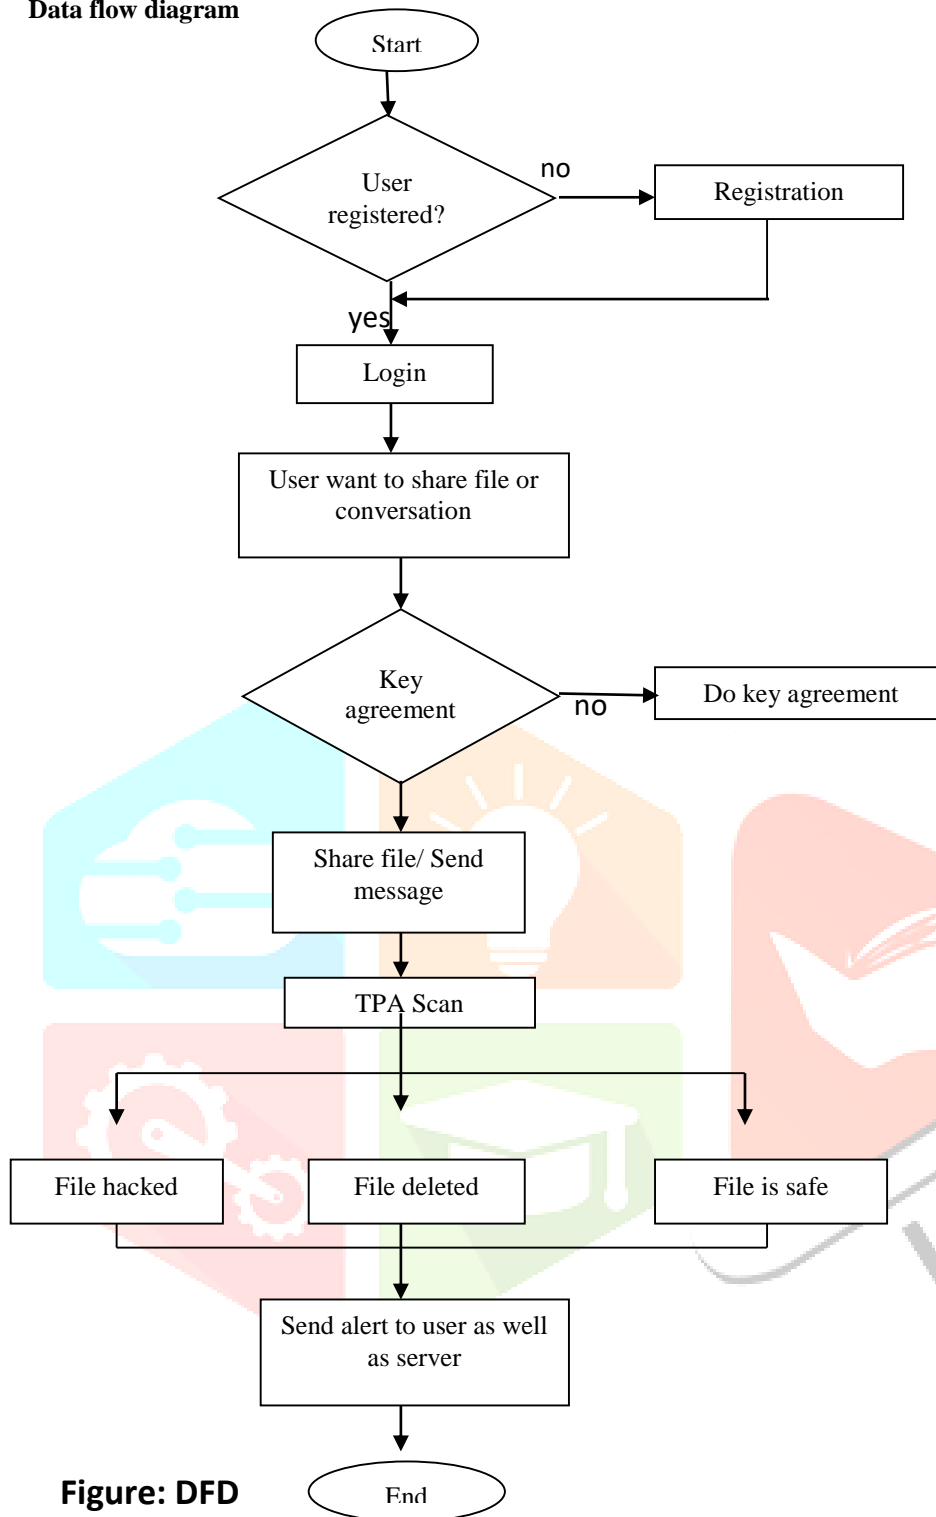 Data flow diagram
Start
User
registered?
no
Registration
yes
Login
User want to share file or
conversation
Key
agreement
no
Do key agreement
Share file/ Send
message
TPA Scan
File hacked
File deleted
File is safe
Send alert to user as well
as server
Figure: DFD
End